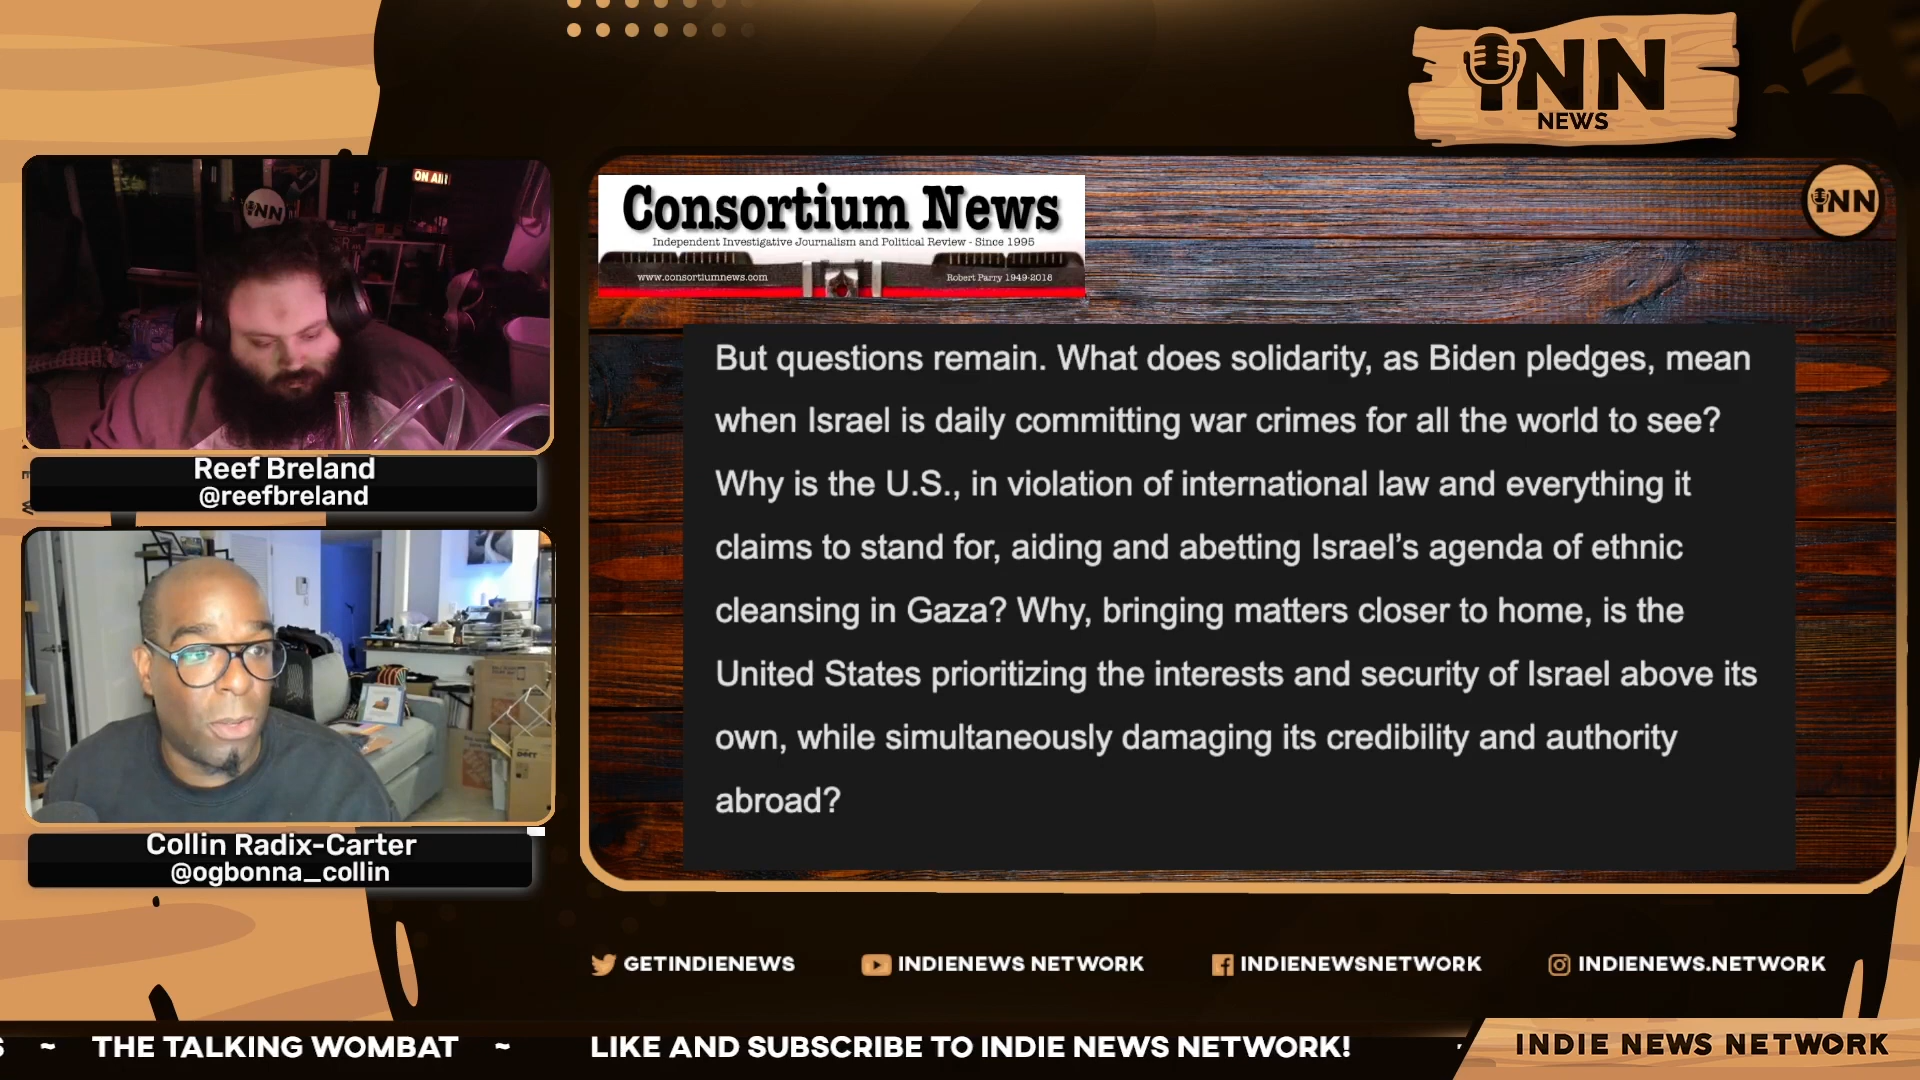 iNN
NEWS
ON AIR
iNN
Reef Breland
@reefbreland
Collin Radix-Carter
@ogbonna_collin
Consortium News
Independent Investigative Journalism and Political Review - Since 1995
www.consortiumnews.com
Robert Parry 1949-2018
iNN
But questions remain. What does solidarity, as Biden pledges, mean
when Israel is daily committing war crimes for all the world to see?
Why is the U.S., in violation of international law and everything it
claims to stand for, aiding and abetting Israel’s agenda of ethnic
cleansing in Gaza? Why, bringing matters closer to home, is the
United States prioritizing the interests and security of Israel above its
own, while simultaneously damaging its credibility and authority
abroad?
GETINDIENEWS
INDIENEWS NETWORK
INDIENEWSNETWORK
INDIENEWS.NETWORK
S ~ THE TALKING WOMBAT ~ LIKE AND SUBSCRIBE TO INDIE NEWS NETWORK!
INDIE NEWS NETWORK